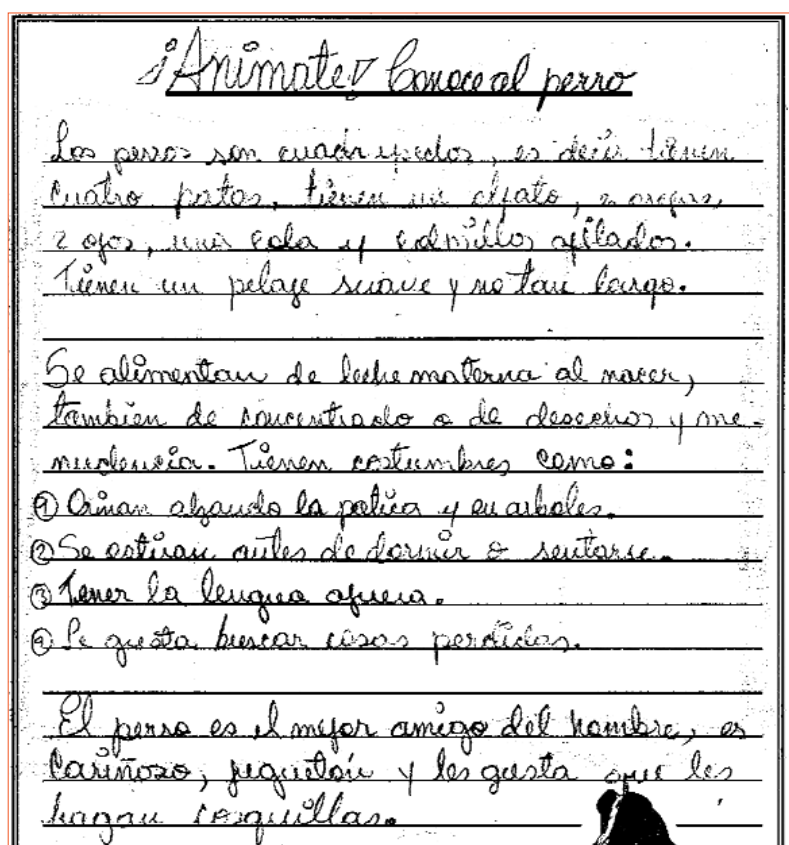 ¡Animate! Conoce al perro
Los perros son cuadrupedos, es decir tienen
cuatro patas, tienen un olfato, 2 orejas,
2 ojos, una cola y colmillos afilados.
Tienen un pelaje suave y no tan largo.
Se alimentan de leche materna al nacer,
tambien de concentrado o de desechos y me-
nudencia. Tienen costumbres como:
① Orinan alzando la patica y en arboles.
② Se estiran antes de dormir o sentarse.
③ Tener la lengua afuera.
④ Le gusta buscar cosas perdidas.
El perro es el mejor amigo del hombre, es
cariñoso, juguetón y les gusta que les
hagan cosquillas.